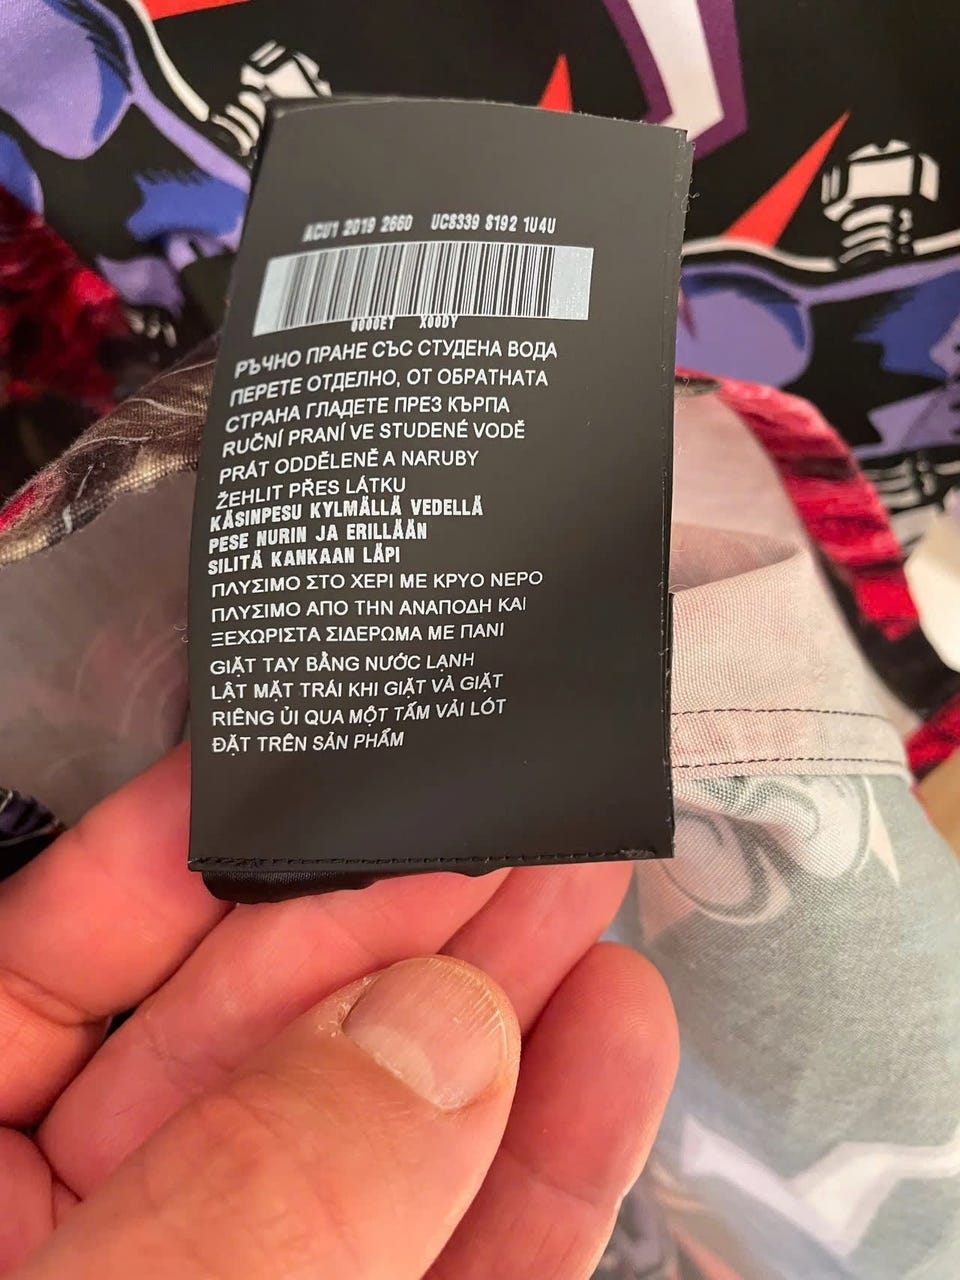 ACU1 2019 2660 UCS339 S192 1U4U
0000ET X00DY
РЪЧНО ПРАНЕ СЪС СТУДЕНА ВОДА
ПЕРЕТЕ ОТДЕЛНО, ОТ ОБРАТНАТА
СТРАНА ГЛАДЕТЕ ПРЕЗ КЪРПА
RUČNÍ PRANÍ VE STUDENÉ VODĚ
PRÁT ODDĚLENĚ A NARUBY
ŽEHLIT PŘES LÁTKU
KÄSINPESU KYLMÄLLÄ VEDELLÄ
PESE NURIN JA ERILLÄÄN
SILITÄ KANKAAN LÄPI
ΠΛΥΣΙΜΟ ΣΤΟ ΧΕΡΙ ΜΕ ΚΡΥΟ ΝΕΡΟ
ΠΛΥΣΙΜΟ ΑΠΟ ΤΗΝ ΑΝΑΠΟΔΗ ΚΑΙ
ΞΕΧΩΡΙΣΤΑ ΣΙΔΕΡΩΜΑ ΜΕ ΠΑΝΙ
GIẶT TAY BẰNG NƯỚC LẠNH
LẬT MẶT TRÁI KHI GIẶT VÀ GIẶT
RIÊNG ỦI QUA MỘT TẤM VẢI LÓT
ĐẶT TRÊN SẢN PHẨM